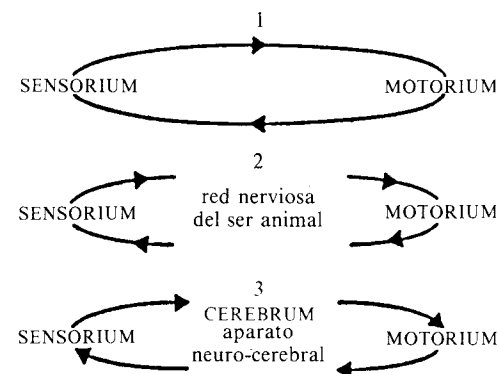 1
SENSORIUM MOTORIUM
2
red nerviosa
SENSORIUM del ser animal MOTORIUM
3
CEREBRUM
SENSORIUM aparato MOTORIUM
neuro-cerebral